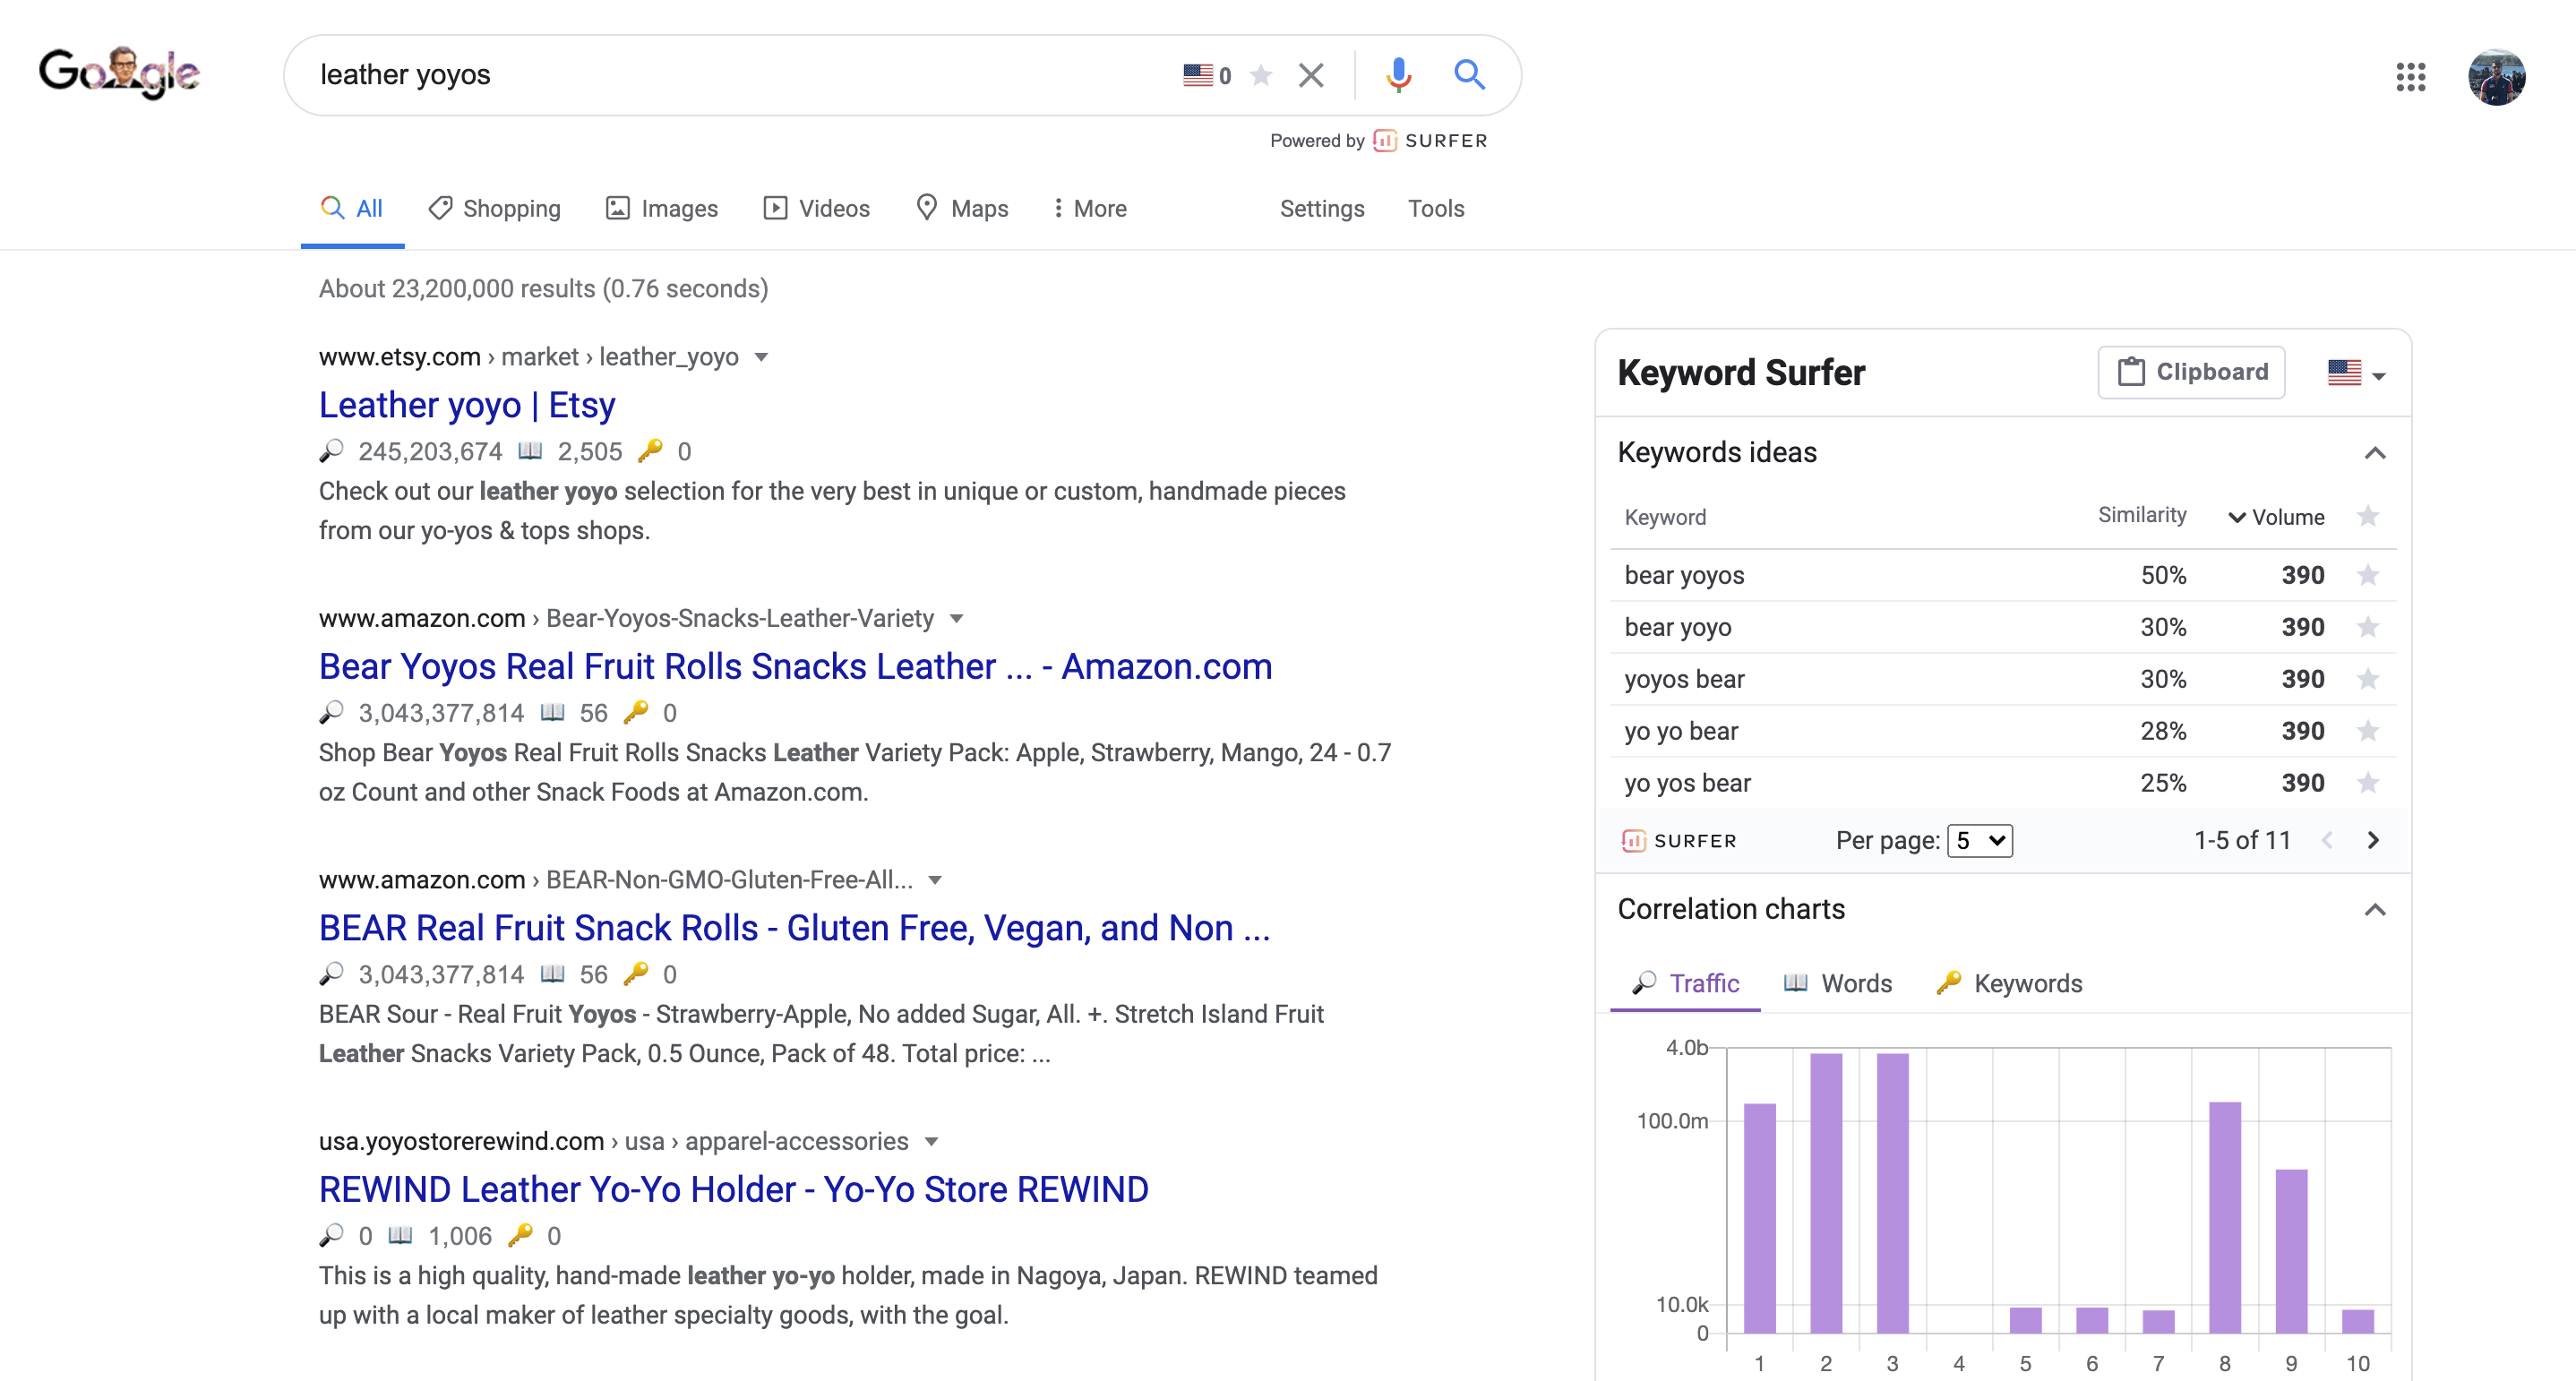 Google
leather yoyos
0
Powered by SURFER
All Shopping Images Videos Maps More Settings Tools
About 23,200,000 results (0.76 seconds)
www.etsy.com › market › leather_yoyo
Leather yoyo | Etsy
245,203,674 2,505 0
Check out our leather yoyo selection for the very best in unique or custom, handmade pieces
from our yo-yos & tops shops.
www.amazon.com › Bear-Yoyos-Snacks-Leather-Variety
Bear Yoyos Real Fruit Rolls Snacks Leather ... - Amazon.com
3,043,377,814 56 0
Shop Bear Yoyos Real Fruit Rolls Snacks Leather Variety Pack: Apple, Strawberry, Mango, 24 - 0.7
oz Count and other Snack Foods at Amazon.com.
www.amazon.com › BEAR-Non-GMO-Gluten-Free-All...
BEAR Real Fruit Snack Rolls - Gluten Free, Vegan, and Non ...
3,043,377,814 56 0
BEAR Sour - Real Fruit Yoyos - Strawberry-Apple, No added Sugar, All. +. Stretch Island Fruit
Leather Snacks Variety Pack, 0.5 Ounce, Pack of 48. Total price: ...
usa.yoyostorerewind.com › usa › apparel-accessories
REWIND Leather Yo-Yo Holder - Yo-Yo Store REWIND
0 1,006 0
This is a high quality, hand-made leather yo-yo holder, made in Nagoya, Japan. REWIND teamed
up with a local maker of leather specialty goods, with the goal.
Keyword Surfer Clipboard
Keywords ideas
Keyword Similarity Volume
bear yoyos 50% 390
bear yoyo 30% 390
yoyos bear 30% 390
yo yo bear 28% 390
yo yos bear 25% 390
SURFER Per page: 5 1-5 of 11
Correlation charts
Traffic Words Keywords
4.0b
100.0m
10.0k
0
1 2 3 4 5 6 7 8 9 10